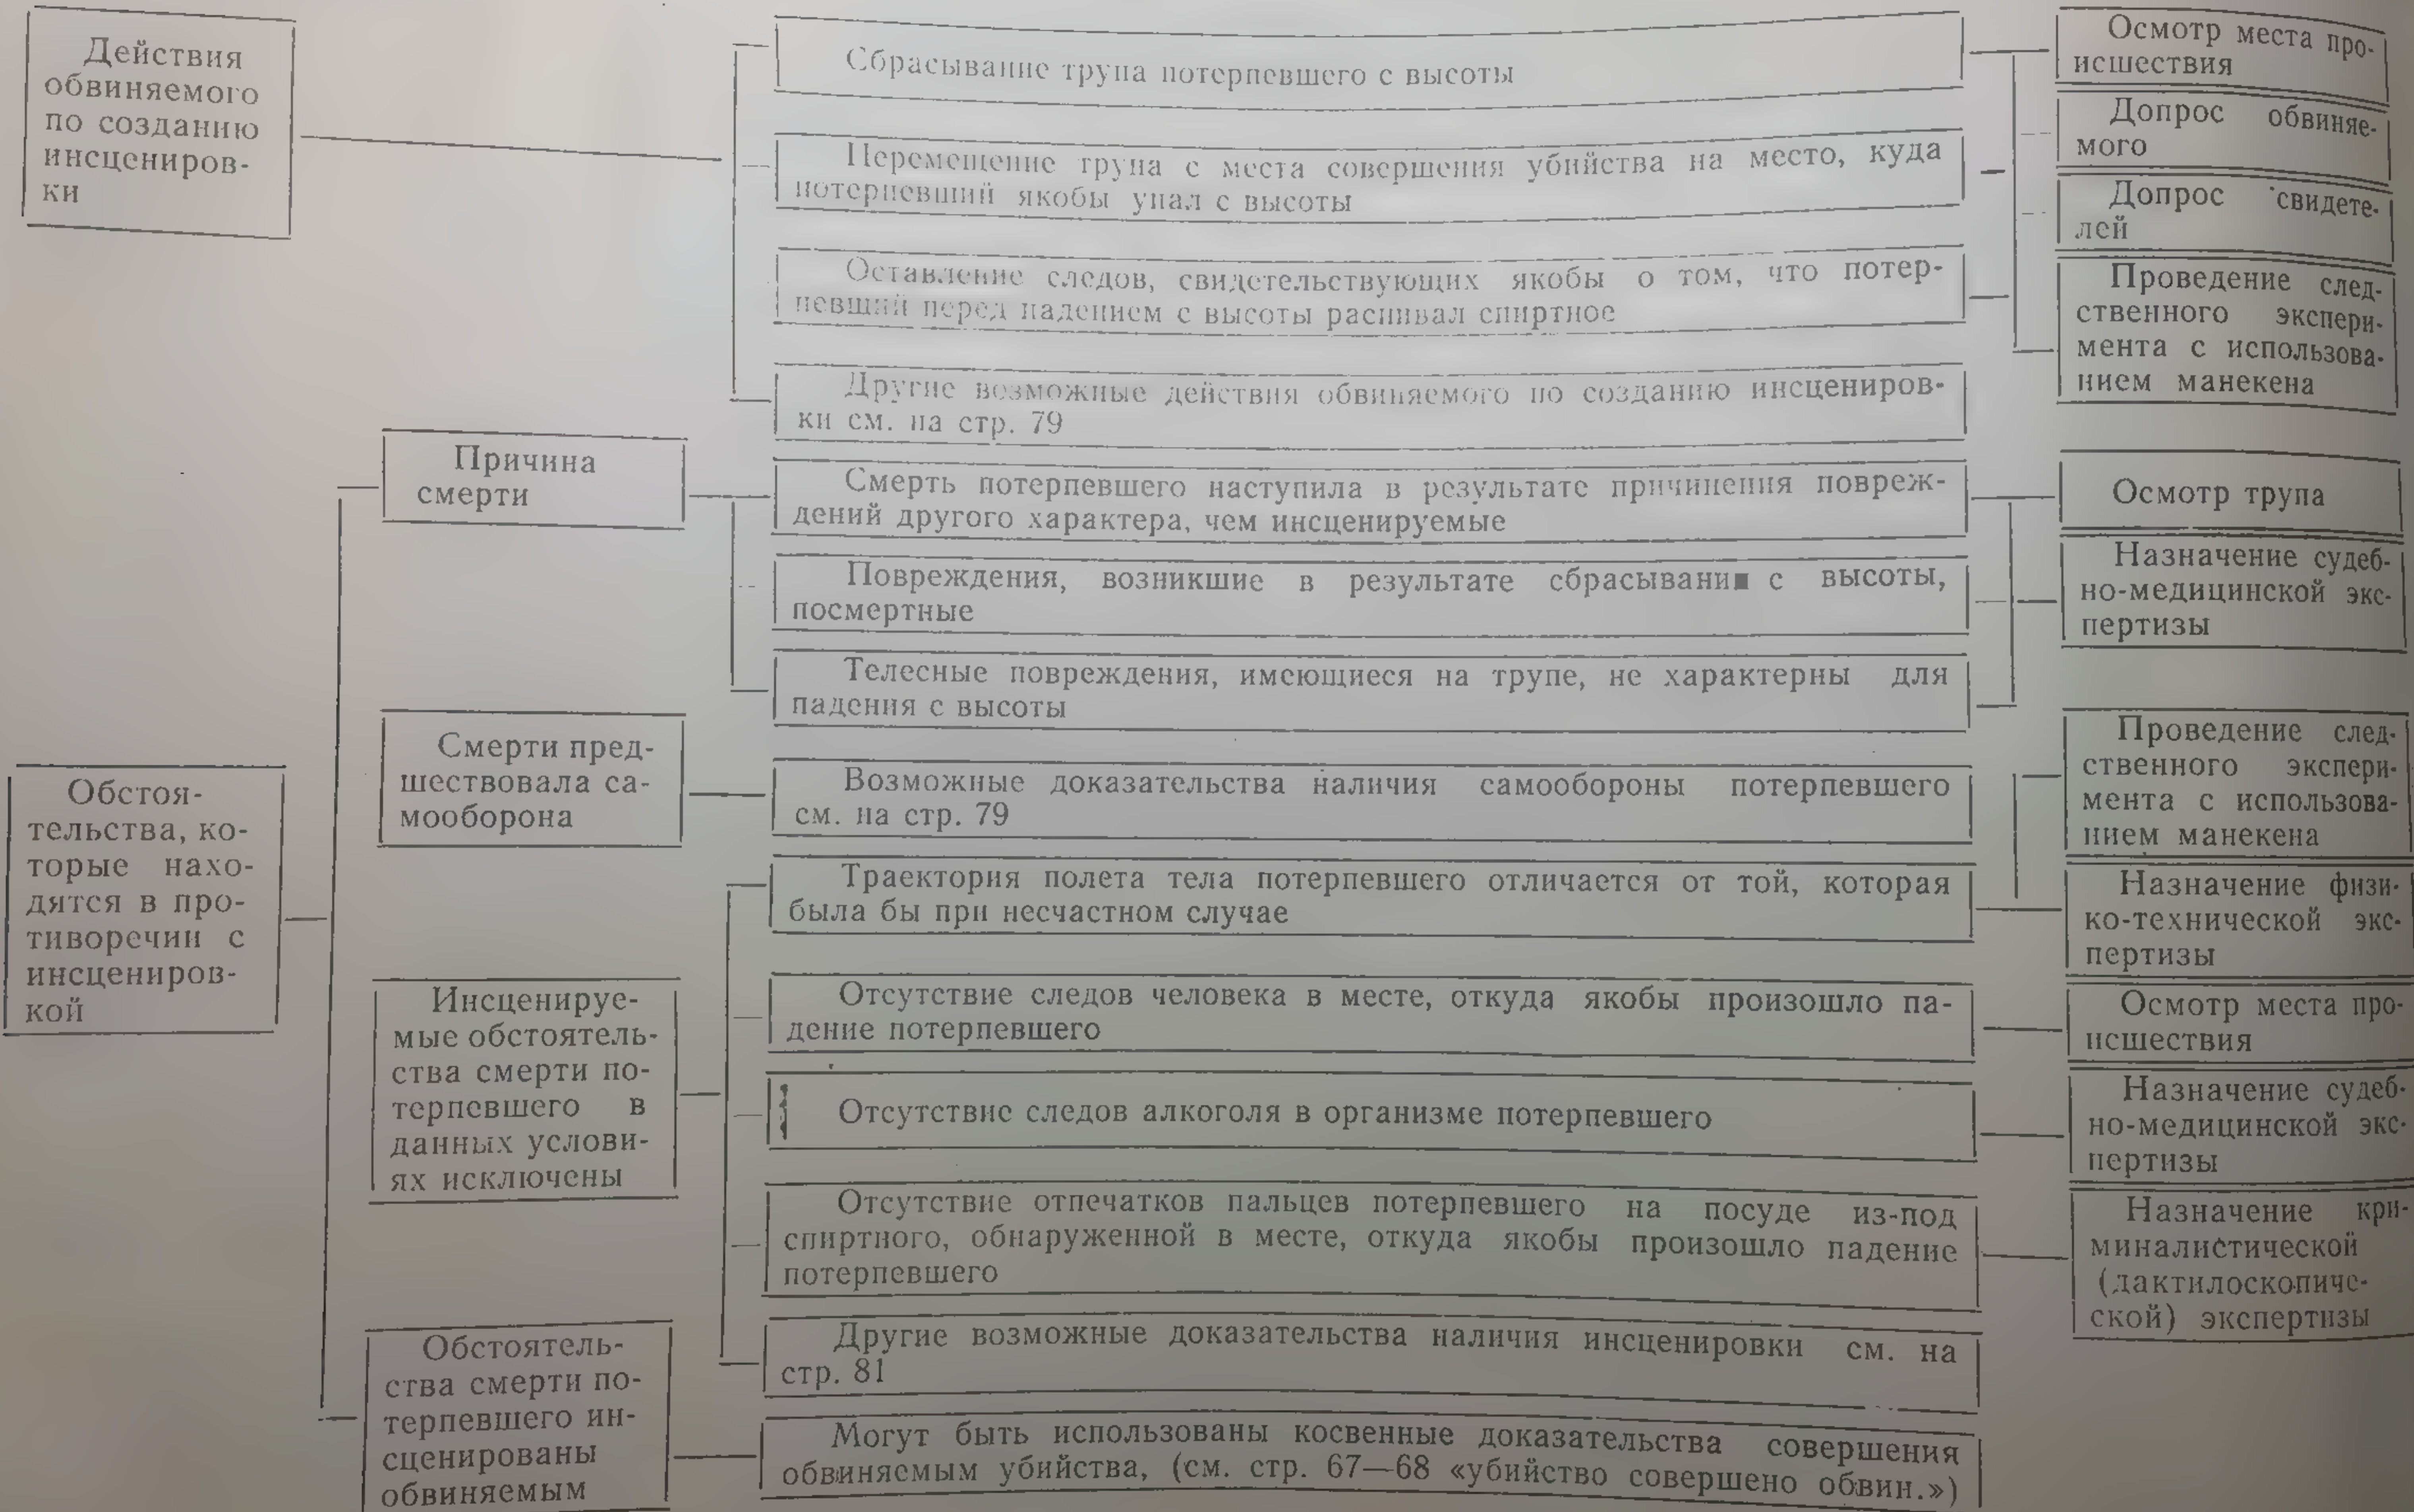 Действия
обвиняемого
по созданию
инсцениров-
ки
Сбрасывание трупа потерпевшего с высоты
Перемещение трупа с места совершения убийства на место, куда
потерпевший якобы упал с высоты
Оставление следов, свидетельствующих якобы о том, что потер-
певший перед падением с высоты распивал спиртное
Другие возможные действия обвиняемого по созданию инсцениров-
ки см. на стр. 79
Осмотр места про-
исшествия
Допрос обвиняе-
мого
Допрос свидете-
лей
Проведение след-
ственного экспери-
мента с использова-
нием манекена
Обстоя-
тельства, ко-
торые нахо-
дятся в про-
тиворечии с
инсцениров-
кой
Причина
смерти
Смерть потерпевшего наступила в результате причинения повреж-
дений другого характера, чем инсценируемые
Повреждения, возникшие в результате сбрасывания с высоты,
посмертные
Телесные повреждения, имеющиеся на трупе, не характерны для
падения с высоты
Осмотр трупа
Назначение судеб-
но-медицинской экс-
пертизы
Смерти пред-
шествовала са-
мооборона
Возможные доказательства наличия самообороны потерпевшего
см. на стр. 79
Инсценируе-
мые обстоятель-
ства смерти по-
терпевшего в
данных услови-
ях исключены
Траектория полета тела потерпевшего отличается от той, которая
была бы при несчастном случае
Отсутствие следов человека в месте, откуда якобы произошло па-
дение потерпевшего
Отсутствие следов алкоголя в организме потерпевшего
Отсутствие отпечатков пальцев потерпевшего на посуде из-под
спиртного, обнаруженной в месте, откуда якобы произошло падение
потерпевшего
Другие возможные доказательства наличия инсценировки см. на
стр. 81
Проведение след-
ственного экспери-
мента с использова-
нием манекена
Назначение физи-
ко-технической экс-
пертизы
Осмотр места про-
исшествия
Назначение судеб-
но-медицинской экс-
пертизы
Назначение кри-
миналистической
(дактилоскопиче-
ской) экспертизы
Обстоятель-
ства смерти по-
терпевшего ин-
сценированы
обвиняемым
Могут быть использованы косвенные доказательства совершения
обвиняемым убийства, (см. стр. 67—68 «убийство совершено обвин.»)